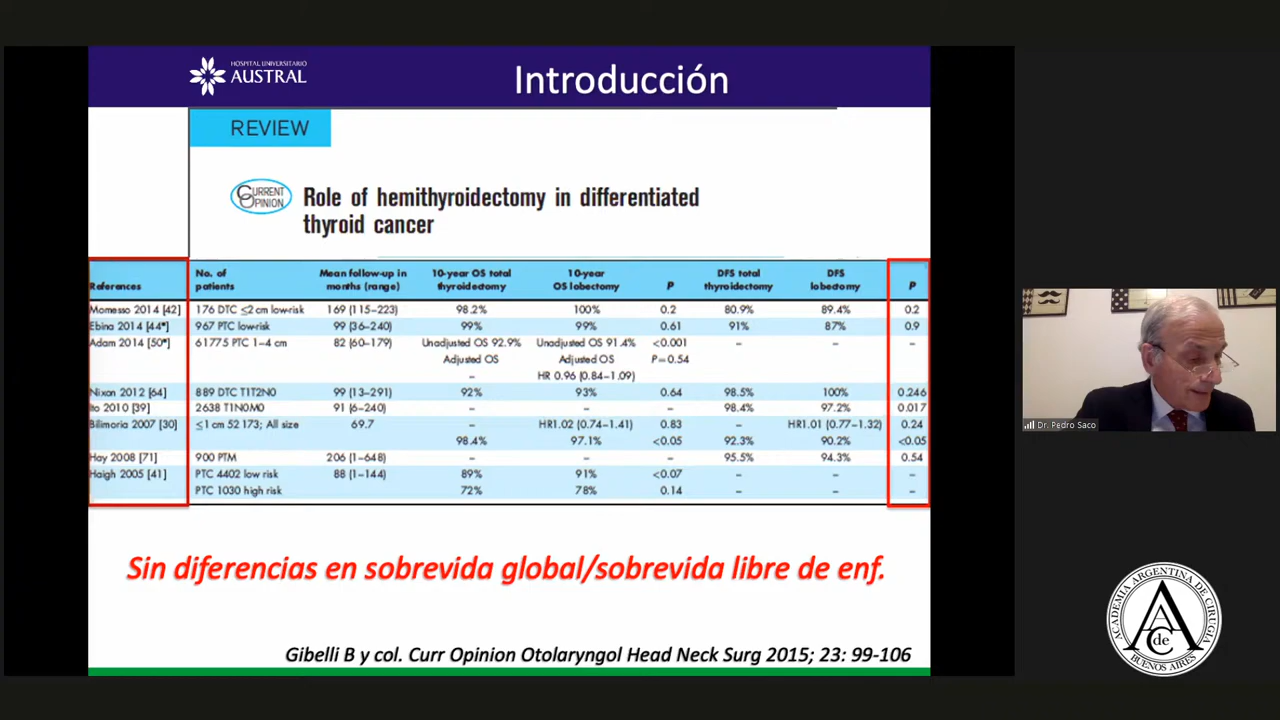 HOSPITAL UNIVERSITARIO
AUSTRAL
Introducción
REVIEW
CURRENT
OPINION
Role of hemithyroidectomy in differentiated
thyroid cancer
References No. of patients Mean follow-up in months (range) 10-year OS total thyroidectomy 10-year OS lobectomy P DFS total thyroidectomy DFS lobectomy P
Momesso 2014 [42] 176 DTC ≤2 cm low-risk 169 (115–223) 98.2% 100% 0.2 80.9% 89.4% 0.2
Ebina 2014 [44▪] 967 PTC low-risk 99 (36–240) 99% 99% 0.61 91% 87% 0.9
Adam 2014 [50▪] 61775 PTC 1–4 cm 82 (60–179) Unadjusted OS 92.9% Unadjusted OS 91.4% <0.001 – – –
Adjusted OS Adjusted OS P=0.54
– HR 0.96 (0.84–1.09)
Nixon 2012 [64] 889 DTC T1T2N0 99 (13–291) 92% 93% 0.64 98.5% 100% 0.246
Ito 2010 [39] 2638 T1N0M0 91 (6–240) – – – 98.4% 97.2% 0.017
Bilimoria 2007 [30] ≤1 cm 52 173; All size 69.7 HR1.02 (0.74–1.41) 0.83 HR1.01 (0.77–1.32) 0.24
98.4% 97.1% <0.05 92.3% 90.2% <0.05
Hay 2008 [71] 900 PTM 206 (1–648) – – – 95.5% 94.3% 0.54
Haigh 2005 [41] PTC 4402 low risk 88 (1–144) 89% 91% <0.07 – – –
PTC 1030 high risk 72% 78% 0.14 – – –
Sin diferencias en sobrevida global/sobrevida libre de enf.
Gibelli B y col. Curr Opinion Otolaryngol Head Neck Surg 2015; 23: 99-106
Dr. Pedro Saco
ACADEMIA ARGENTINA DE CIRUGÍA
A
de
C
BUENOS AIRES